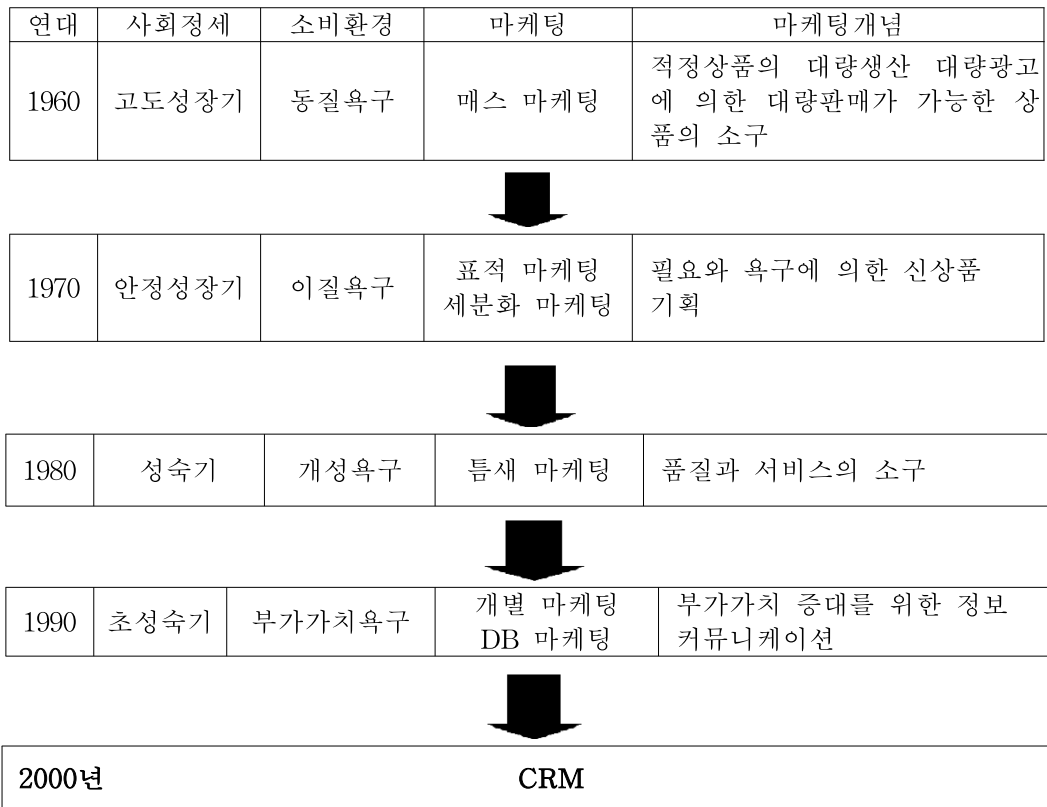 연대 사회정세 소비환경 마케팅 마케팅개념
1960 고도성장기 동질욕구 매스 마케팅 적정상품의 대량생산 대량광고
에 의한 대량판매가 가능한 상
품의 소구
1970 안정성장기 이질욕구 표적 마케팅
세분화 마케팅
필요와 욕구에 의한 신상품
기획
1980 성숙기 개성욕구 틈새 마케팅 품질과 서비스의 소구
1990 초성숙기 부가가치욕구 개별 마케팅
DB 마케팅
부가가치 증대를 위한 정보
커뮤니케이션
2000년 CRM